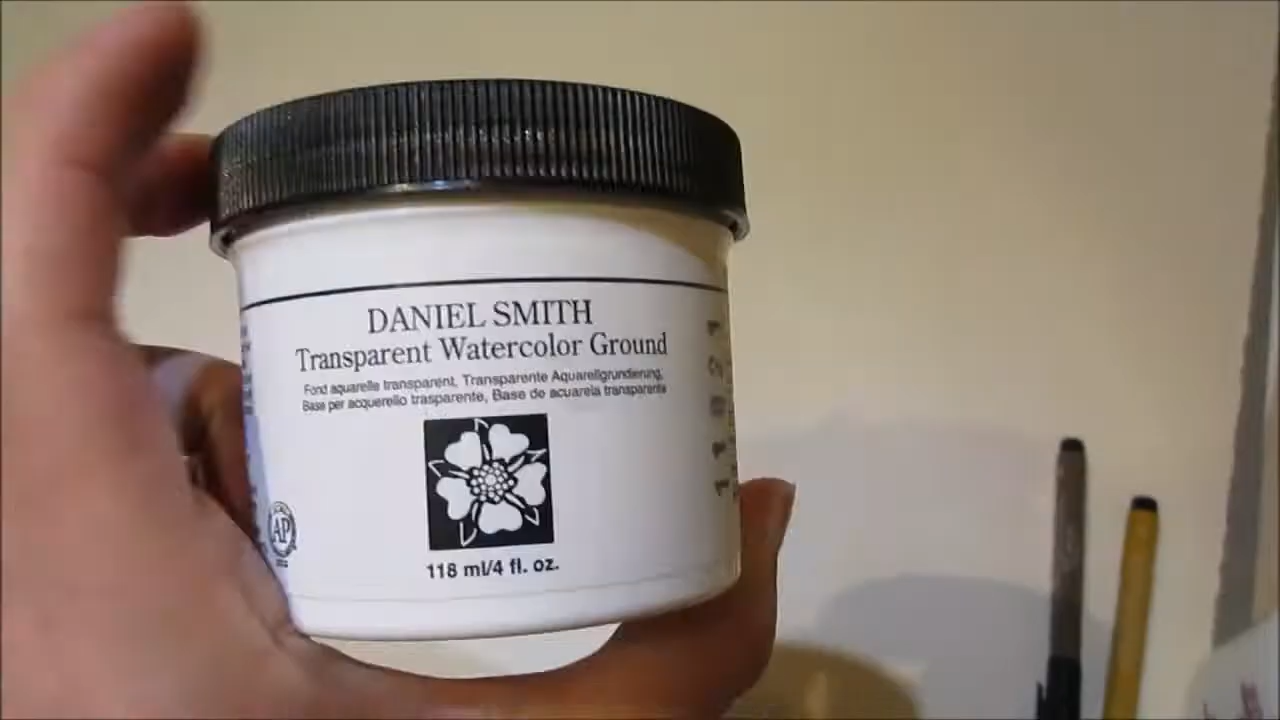 DANIEL SMITH
Transparent Watercolor Ground
Fond aquarelle transparent, Transparente Aquarellgrundierung,
Base per acquerello trasparente, Base de acuarela transparente
AP
118 ml/4 fl. oz.